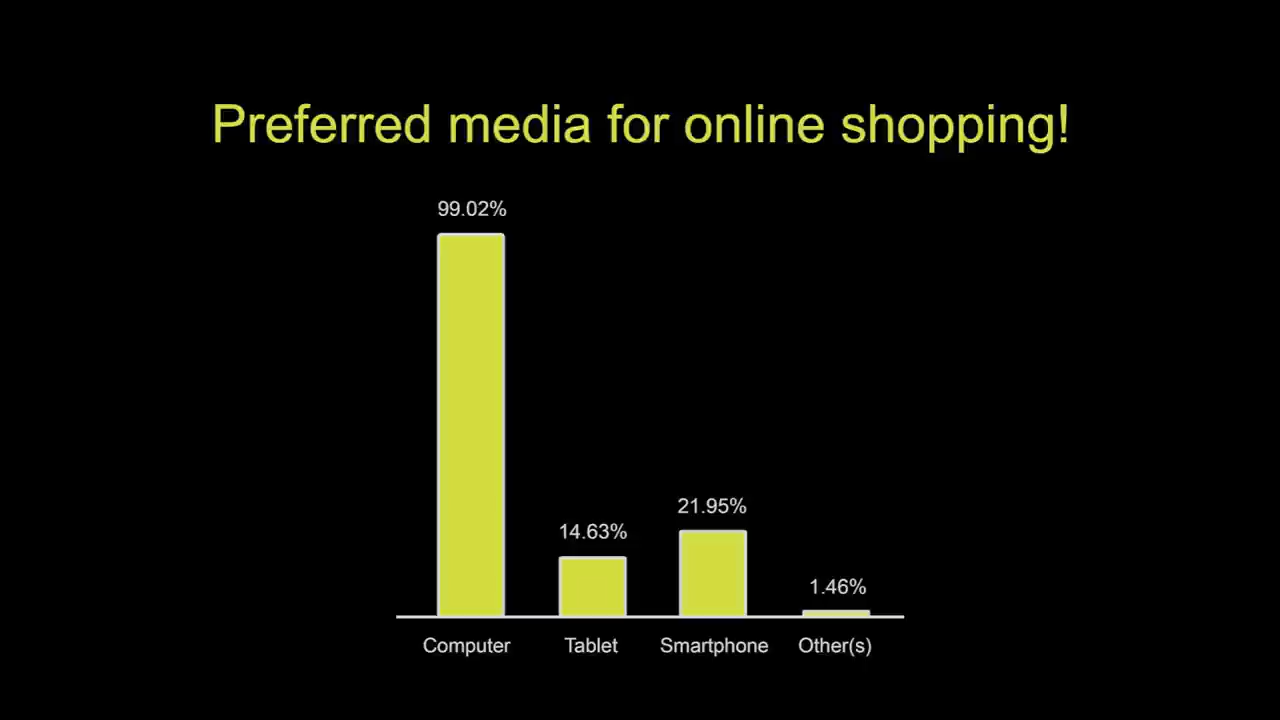 Preferred media for online shopping!
99.02%
14.63%
21.95%
1.46%
Computer Tablet Smartphone Other(s)